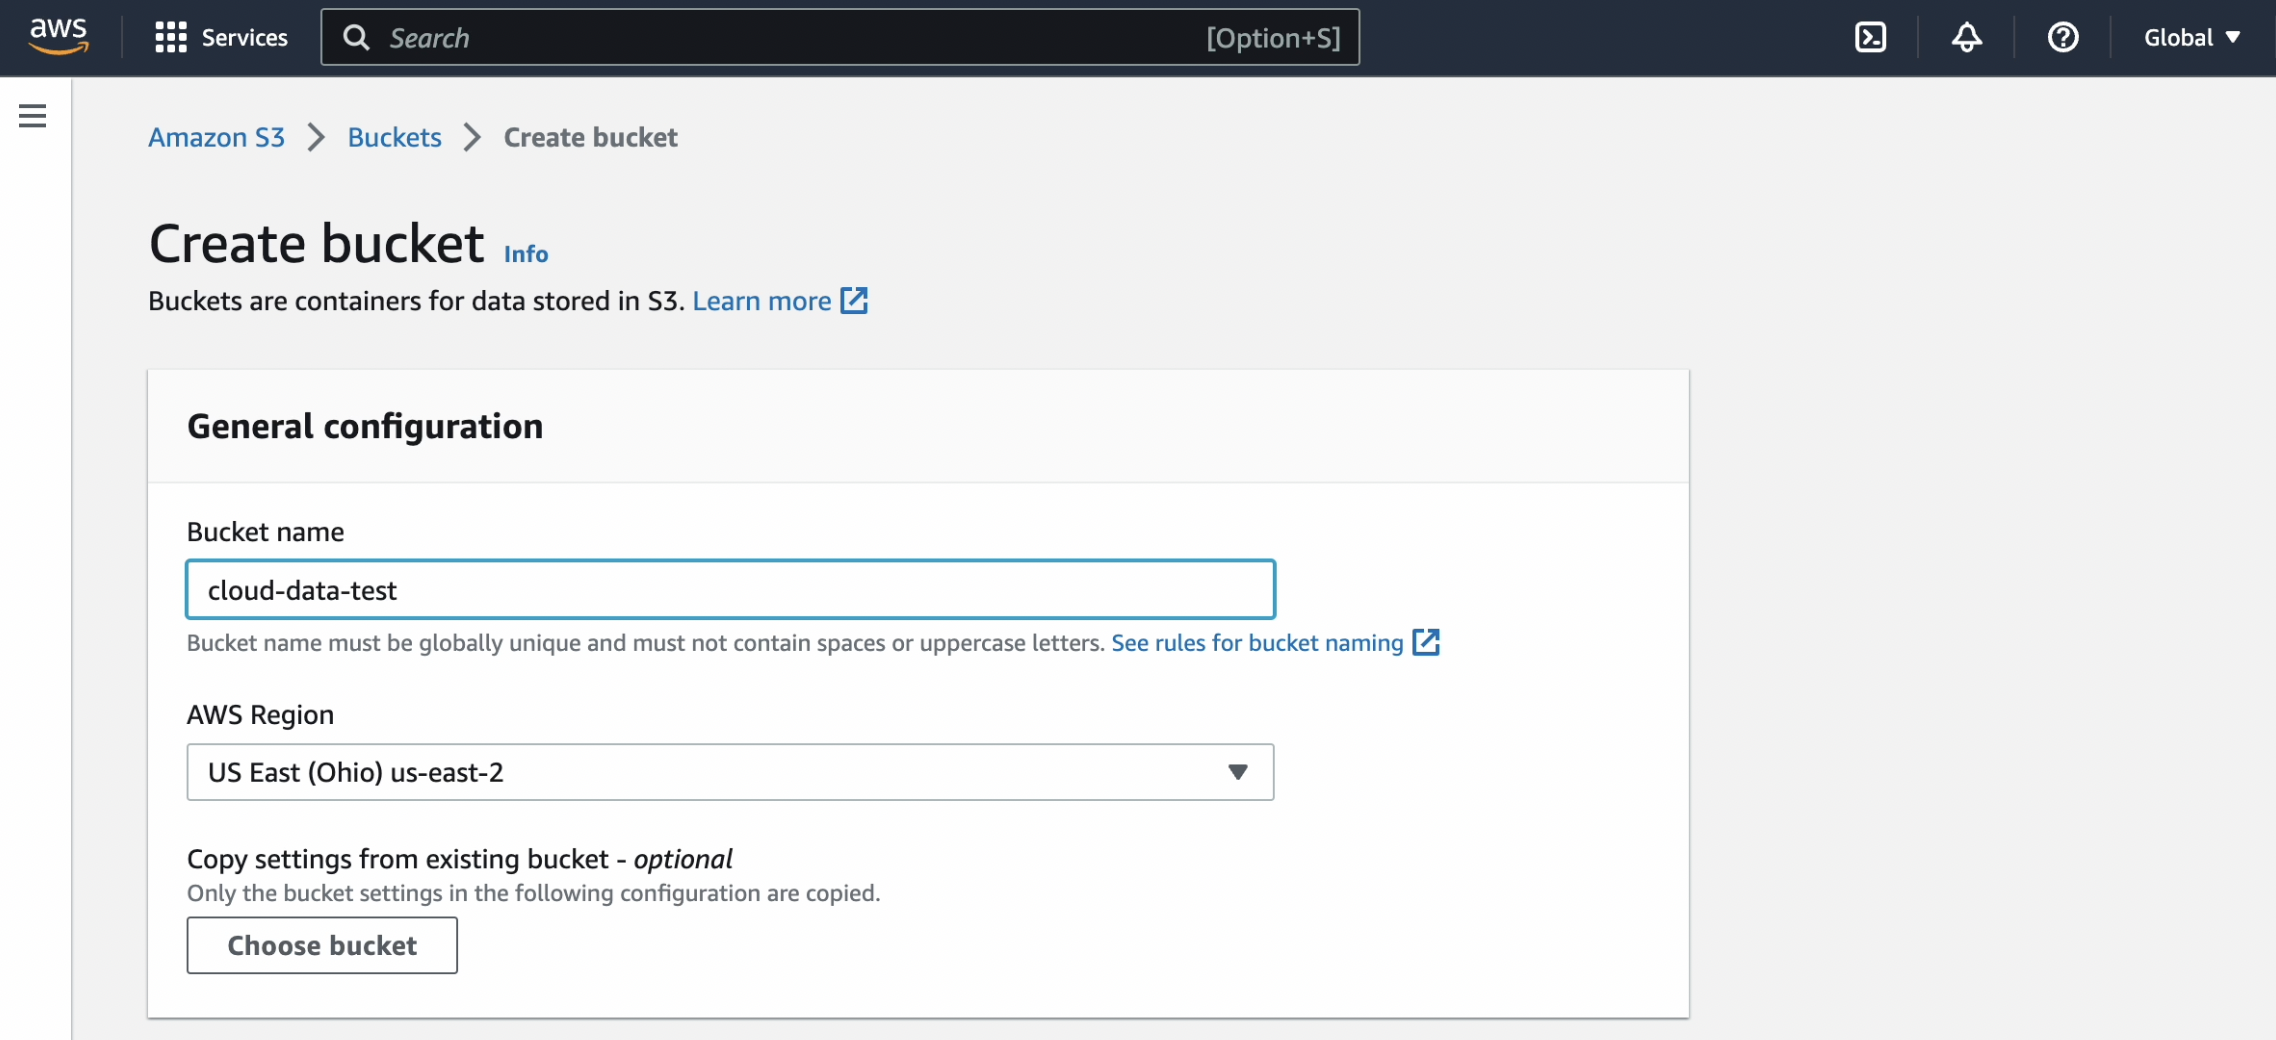 aws Services Search [Option+S] Global
Amazon S3 > Buckets > Create bucket
Create bucket Info
Buckets are containers for data stored in S3. Learn more
General configuration
Bucket name
cloud-data-test
Bucket name must be globally unique and must not contain spaces or uppercase letters. See rules for bucket naming
AWS Region
US East (Ohio) us-east-2
Copy settings from existing bucket - optional
Only the bucket settings in the following configuration are copied.
Choose bucket